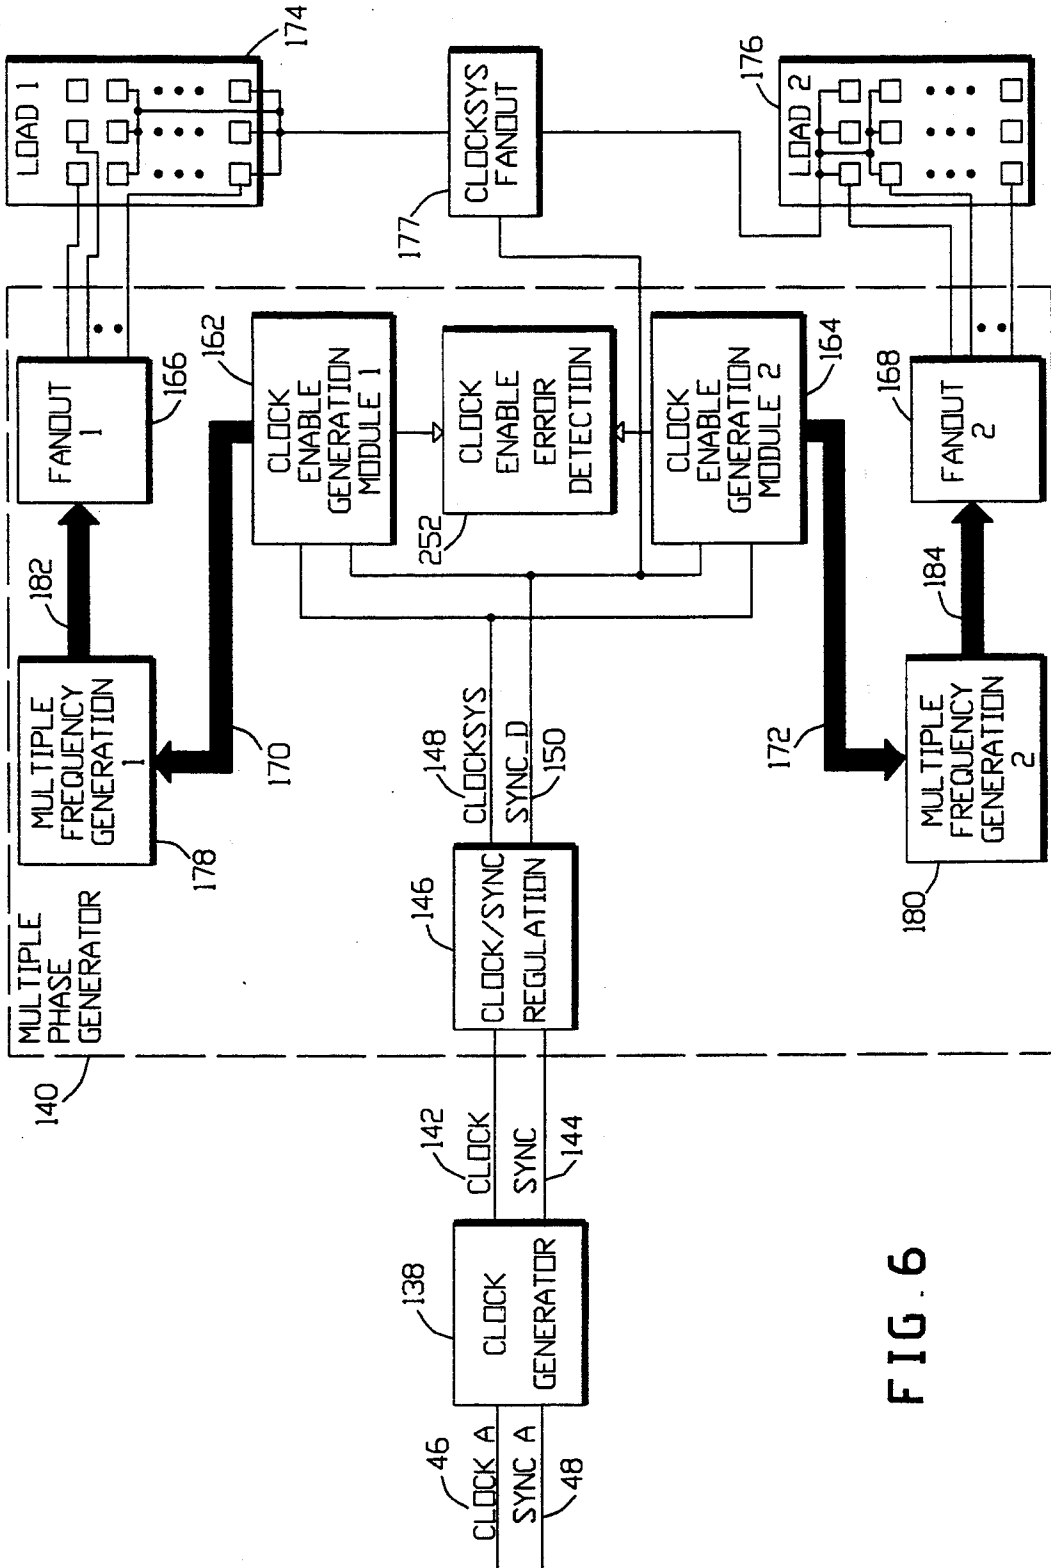 140
MULTIPLE
PHASE
GENERATOR
46
CLOCK A
SYNC A
48
138
CLOCK
GENERATOR
142
CLOCK
SYNC
144
146
CLOCK/SYNC
REGULATION
148
CLOCKSYS
SYNC_D
150
178
MULTIPLE
FREQUENCY
GENERATION
1
182
FANOUT
1
166
170
CLOCK
ENABLE
GENERATION
MODULE 1
162
252
CLOCK
ENABLE
ERROR
DETECTION
CLOCK
ENABLE
GENERATION
MODULE 2
164
172
180
MULTIPLE
FREQUENCY
GENERATION
2
184
FANOUT
2
168
LOAD 1
174
177
CLOCKSYS
FANOUT
LOAD 2
176
FIG. 6